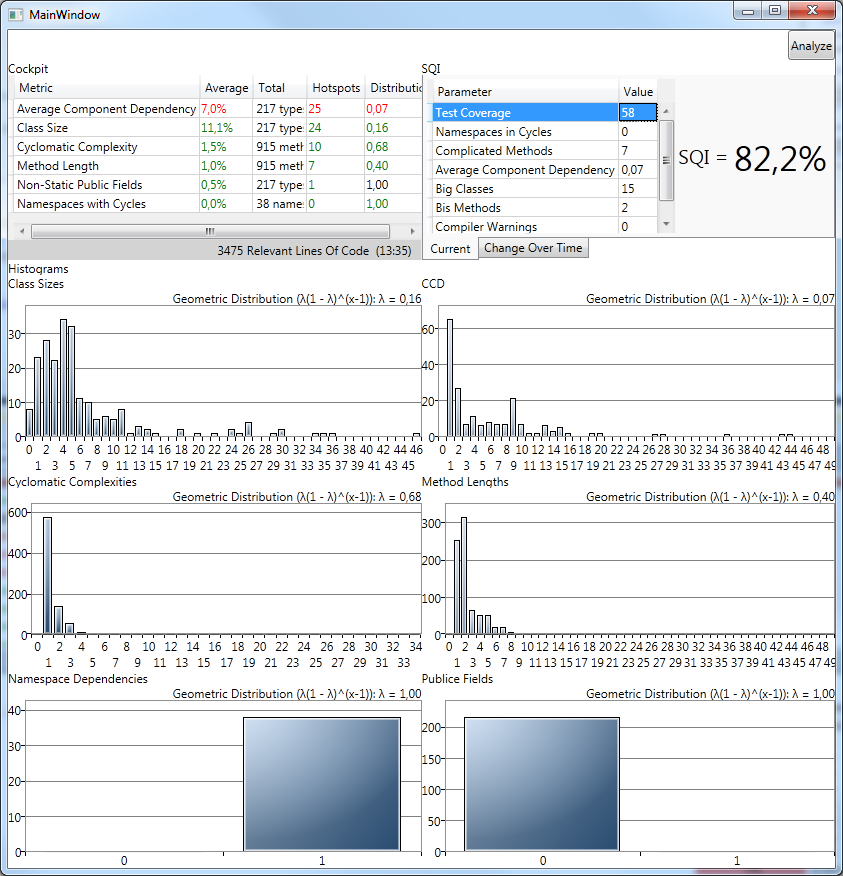 MainWindow
Analyze
Cockpit
Metric Average Total Hotspots Distributio
Average Component Dependency 7,0% 217 type: 25 0,07
Class Size 11,1% 217 type: 24 0,16
Cyclomatic Complexity 1,5% 915 meth 10 0,68
Method Length 1,0% 915 meth 7 0,40
Non-Static Public Fields 0,5% 217 type: 1 1,00
Namespaces with Cycles 0,0% 38 name: 0 1,00
3475 Relevant Lines Of Code (13:35)
SQI
Parameter Value
Test Coverage 58
Namespaces in Cycles 0
Complicated Methods 7
Average Component Dependency 0,07
Big Classes 15
Bis Methods 2
Compiler Warnings 0
Current Change Over Time
SQI = 82,2%
Histograms
Class Sizes
Geometric Distribution (λ(1 - λ)^(x-1)): λ = 0,16
30
20
10
0
0 2 4 6 8 10 12 14 16 18 20 22 24 26 28 30 32 34 36 38 40 42 44 46
1 3 5 7 9 11 13 15 17 19 21 23 25 27 29 31 33 35 37 39 41 43 45
CCD
Geometric Distribution (λ(1 - λ)^(x-1)): λ = 0,07
60
40
20
0
0 2 4 6 8 10 12 14 16 18 20 22 24 26 28 30 32 34 36 38 40 42 44 46 48
1 3 5 7 9 11 13 15 17 19 21 23 25 27 29 31 33 35 37 39 41 43 45 47 49
Cyclomatic Complexities
Geometric Distribution (λ(1 - λ)^(x-1)): λ = 0,68
600
400
200
0
0 2 4 6 8 10 12 14 16 18 20 22 24 26 28 30 32 34
1 3 5 7 9 11 13 15 17 19 21 23 25 27 29 31 33
Method Lengths
Geometric Distribution (λ(1 - λ)^(x-1)): λ = 0,40
300
200
100
0
0 2 4 6 8 10 12 14 16 18 20 22 24 26 28 30 32 34 36 38 40 42 44 46 48
1 3 5 7 9 11 13 15 17 19 21 23 25 27 29 31 33 35 37 39 41 43 45 47 49
Namespace Dependencies
Geometric Distribution (λ(1 - λ)^(x-1)): λ = 1,00
40
30
20
10
0
0 1
Publice Fields
Geometric Distribution (λ(1 - λ)^(x-1)): λ = 1,00
200
150
100
50
0
0 1